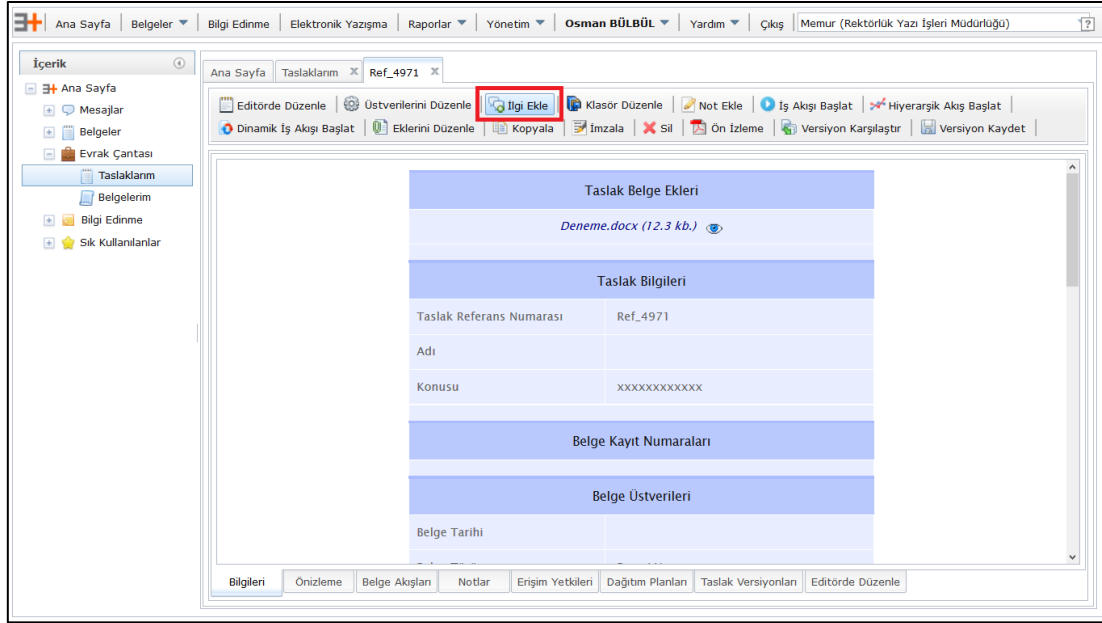 Ana Sayfa Belgeler Bilgi Edinme Elektronik Yazışma Raporlar Yönetim Osman BÜLBÜL Yardım Çıkış Memur (Rektörlük Yazı İşleri Müdürlüğü) ?
İçerik
Ana Sayfa
Mesajlar
Belgeler
Evrak Çantası
Taslaklarım
Belgelerim
Bilgi Edinme
Sık Kullanılanlar
Ana Sayfa Taslaklarım X Ref_4971 X
Editörde Düzenle Üstverilerini Düzenle İlgi Ekle Klasör Düzenle Not Ekle İş Akışı Başlat Hiyerarşik Akış Başlat
Dinamik İş Akışı Başlat Eklerini Düzenle Kopyala İmzala Sil Ön İzleme Versiyon Karşılaştır Versiyon Kaydet
Taslak Belge Ekleri
Deneme.docx (12.3 kb.)
Taslak Bilgileri
Taslak Referans Numarası Ref_4971
Adı
Konusu xxxxxxxxxxxx
Belge Kayıt Numaraları
Belge Üstverileri
Belge Tarihi
Bilgileri Önizleme Belge Akışları Notlar Erişim Yetkileri Dağıtım Planları Taslak Versiyonları Editörde Düzenle